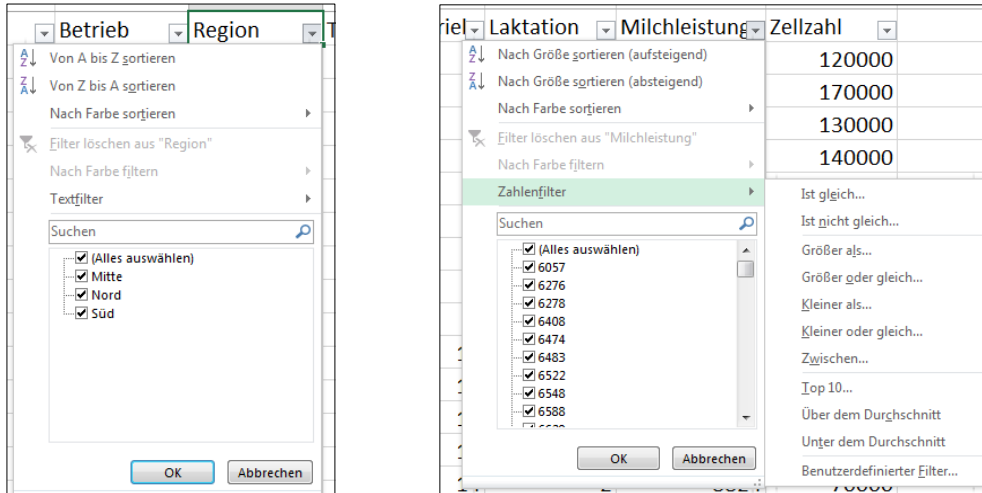 Betrieb Region
Von A bis Z sortieren
Von Z bis A sortieren
Nach Farbe sortieren
Filter löschen aus "Region"
Nach Farbe filtern
Textfilter
Suchen
(Alles auswählen)
Mitte
Nord
Süd
OK Abbrechen
Laktation Milchleistung Zellzahl
120000
170000
130000
140000
Nach Größe sortieren (aufsteigend)
Nach Größe sortieren (absteigend)
Nach Farbe sortieren
Filter löschen aus "Milchleistung"
Nach Farbe filtern
Zahlenfilter
Suchen
(Alles auswählen)
6057
6276
6278
6408
6474
6483
6522
6548
6588
OK Abbrechen
Ist gleich...
Ist nicht gleich...
Größer als...
Größer oder gleich...
Kleiner als...
Kleiner oder gleich...
Zwischen...
Top 10...
Über dem Durchschnitt
Unter dem Durchschnitt
Benutzerdefinierter Filter...